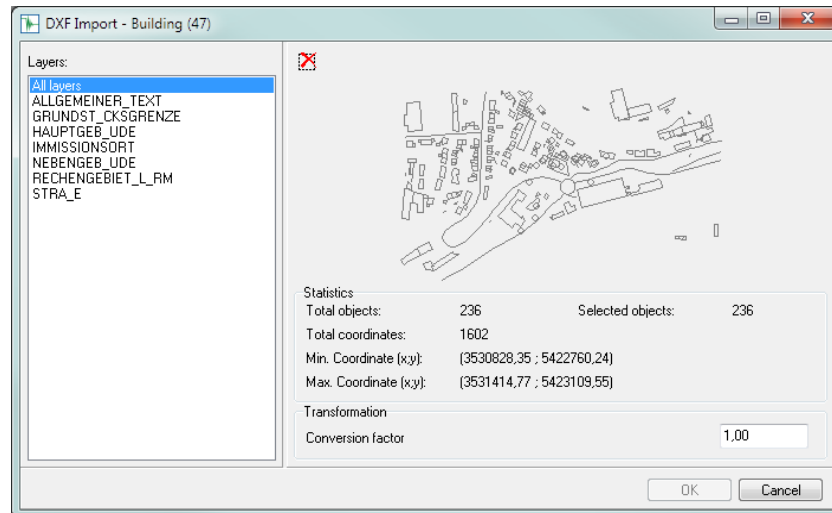 DXF Import - Building (47)
Layers:
All layers
ALLGEMEINER_TEXT
GRUNDST_CKSGRENZE
HAUPTGEB_UDE
IMMISSIONSORT
NEBENGEB_UDE
RECHENGEBIET_L_RM
STRA_E
Statistics
Total objects: 236 Selected objects: 236
Total coordinates: 1602
Min. Coordinate (x;y): (3530828,35 ; 5422760,24)
Max. Coordinate (x;y): (3531414,77 ; 5423109,55)
Transformation
Conversion factor 1,00
OK Cancel